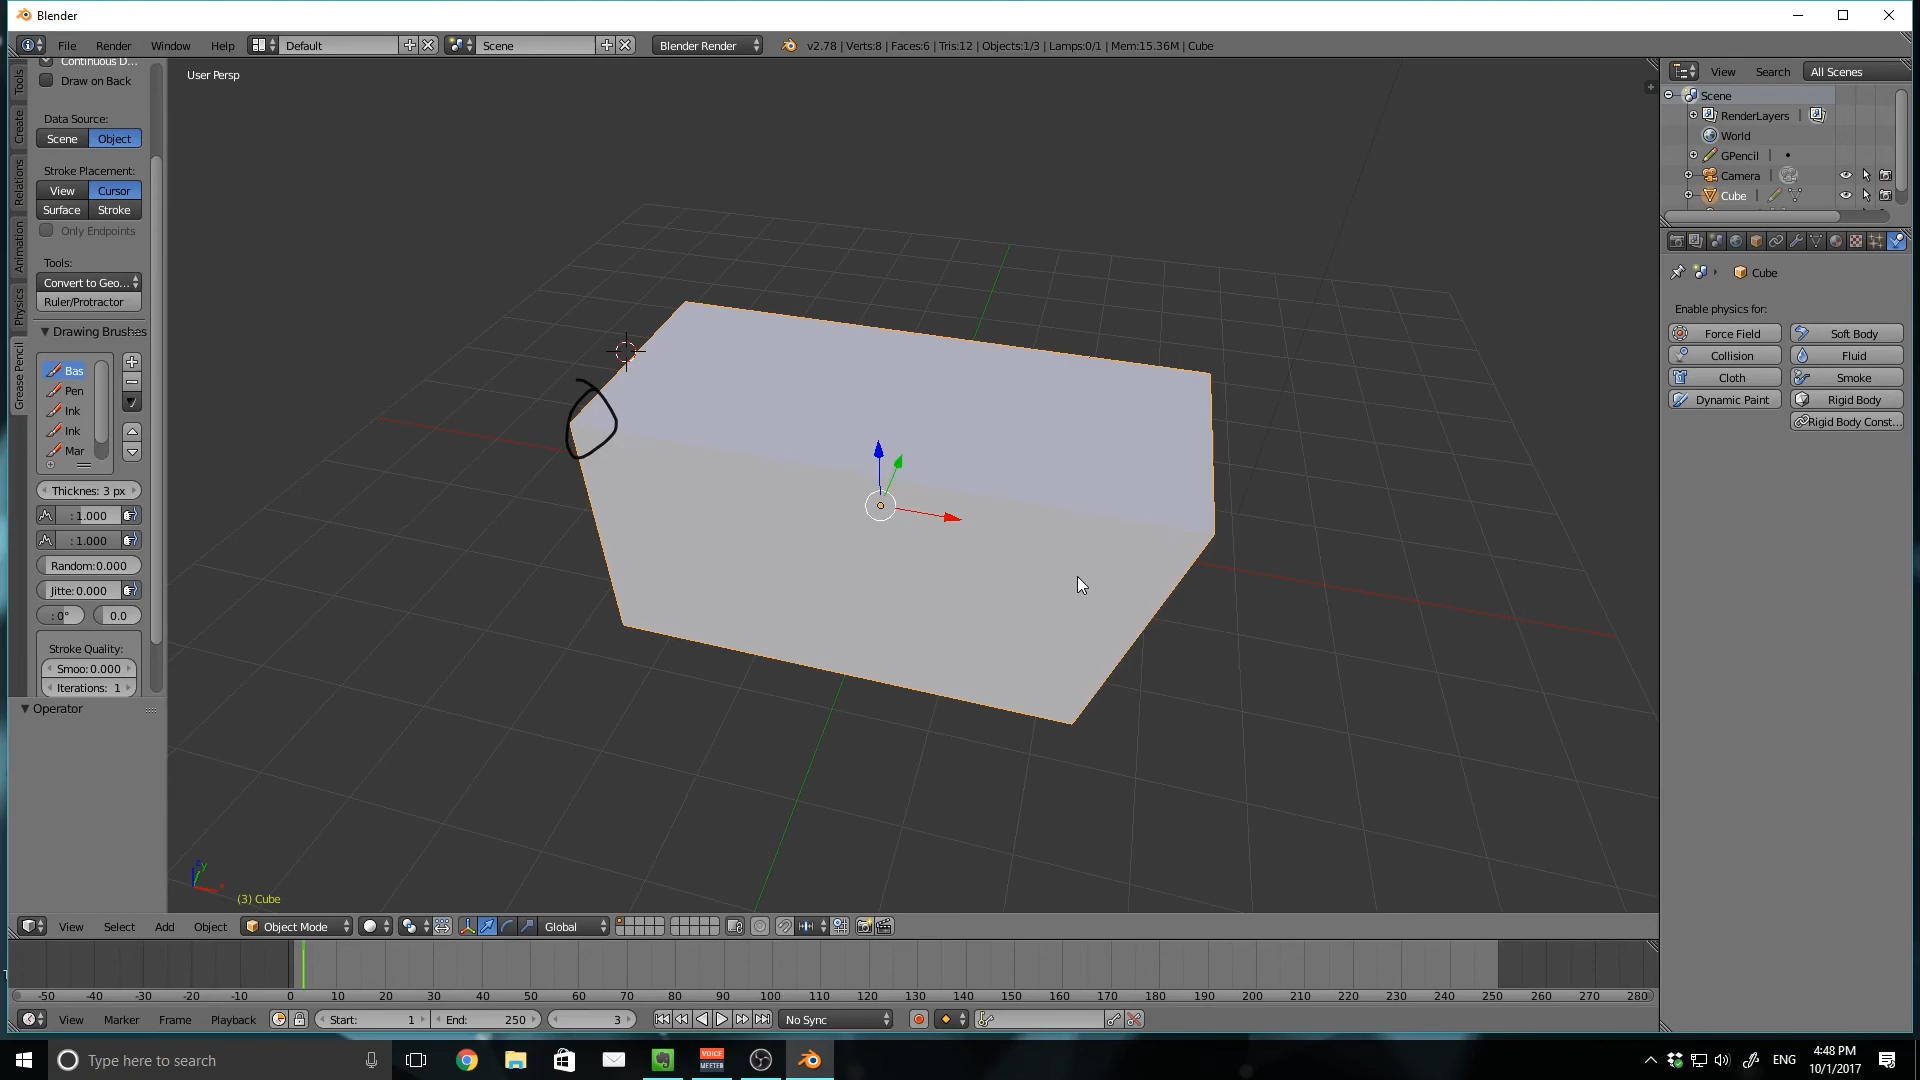 Blender
File Render Window Help Default Scene Blender Render v2.78 | Verts:8 | Faces:6 | Tris:12 | Objects:1/3 | Lamps:0/1 | Mem:15.36M | Cube
Tools
Create
Relations
Animation
Physics
Grease Pencil
Continuous D...
Draw on Back
Data Source:
Scene Object
Stroke Placement:
View Cursor
Surface Stroke
Only Endpoints
Tools:
Convert to Geo...
Ruler/Protractor
Drawing Brushes
Bas
Pen
Ink
Ink
Mar
Thicknes: 3 px
: 1.000
: 1.000
Random:0.000
Jitte: 0.000
: 0° 0.0
Stroke Quality:
Smoo: 0.000
Iterations: 1
Operator
User Persp
(3) Cube
View Search All Scenes
Scene
RenderLayers
World
GPencil
Camera
Cube
Cube
Enable physics for:
Force Field Soft Body
Collision Fluid
Cloth Smoke
Dynamic Paint Rigid Body
Rigid Body Const...
View Select Add Object Object Mode Global
-50 -40 -30 -20 -10 0 10 20 30 40 50 60 70 80 90 100 110 120 130 140 150 160 170 180 190 200 210 220 230 240 250 260 270 280
View Marker Frame Playback Start: 1 End: 250 3 No Sync
Type here to search VOICE MEETER ENG 4:48 PM
10/1/2017